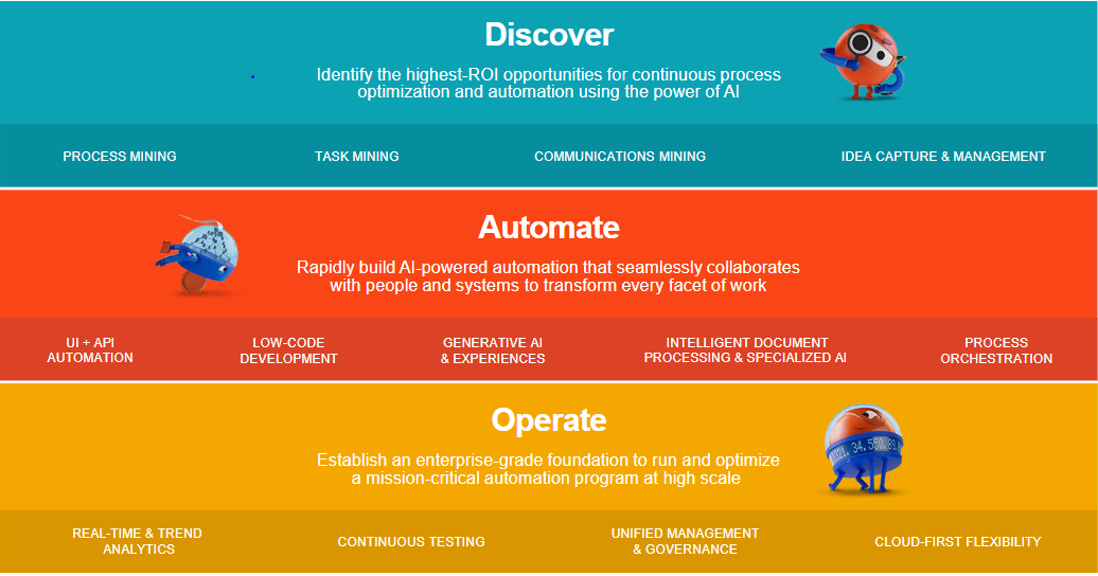 Discover
Identify the highest-ROI opportunities for continuous process
optimization and automation using the power of AI
PROCESS MINING
TASK MINING
COMMUNICATIONS MINING
IDEA CAPTURE & MANAGEMENT
Automate
Rapidly build AI-powered automation that seamlessly collaborates
with people and systems to transform every facet of work
UI + API
AUTOMATION
LOW-CODE
DEVELOPMENT
GENERATIVE AI
& EXPERIENCES
INTELLIGENT DOCUMENT
PROCESSING & SPECIALIZED AI
PROCESS
ORCHESTRATION
Operate
Establish an enterprise-grade foundation to run and optimize
a mission-critical automation program at high scale
REAL-TIME & TREND
ANALYTICS
CONTINUOUS TESTING
UNIFIED MANAGEMENT
& GOVERNANCE
CLOUD-FIRST FLEXIBILITY